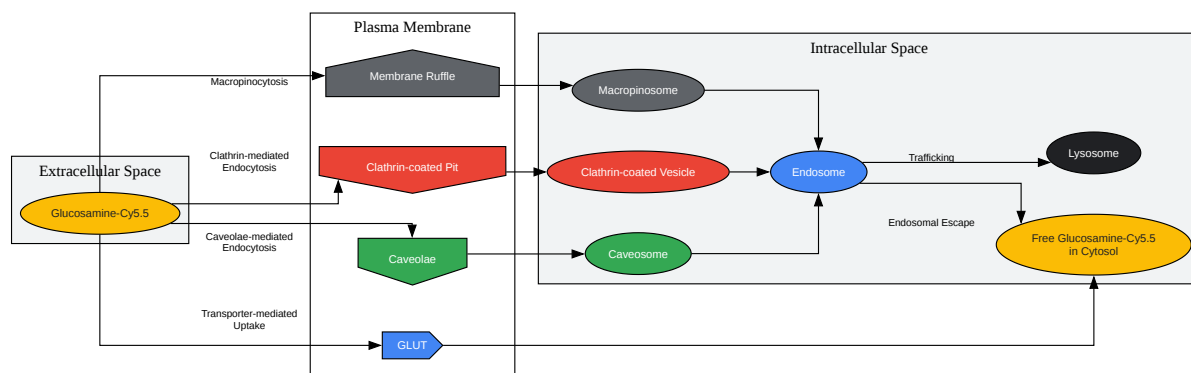 Plasma Membrane
Intracellular Space
Membrane Ruffle
Macropinocytosis
Macropinosome
Clathrin-mediated
Endocytosis
Extracellular Space
Clathrin-coated Pit
Clathrin-coated Vesicle
Endosome
Trafficking
Lysosome
Glucosamine-Cy5.5
Caveolae-mediated
Endocytosis
Caveolae
Caveosome
Endosomal Escape
Free Glucosamine-Cy5.5
in Cytosol
Transporter-mediated
Uptake
GLUT